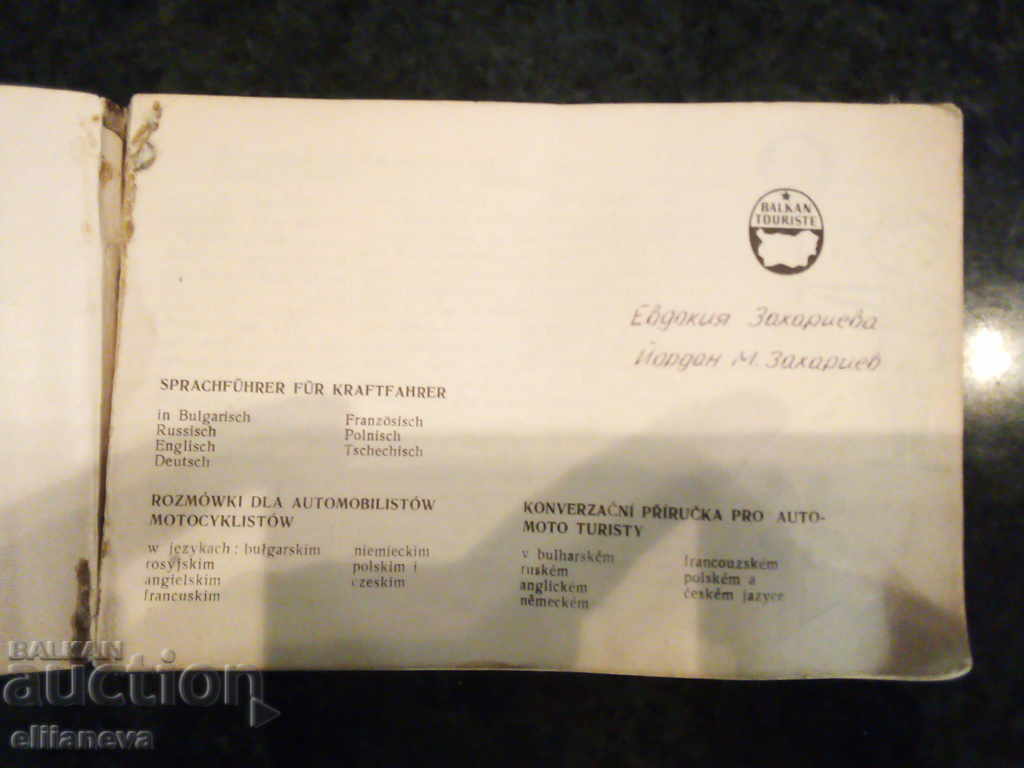 BALKAN
TOURISTE
Евдокия Захариева
Йордан М. Захариев
SPRACHFÜHRER FÜR KRAFTFAHRER
in Bulgarisch
Russisch
Englisch
Deutsch
Französisch
Polnisch
Tschechisch
ROZMÓWKI DLA AUTOMOBILISTÓW
MOTOCYKLISTÓW
w językach: bułgarskim
rosyjskim
angielskim
francuskim
niemieckim
polskim i
czeskim
KONVERZAČNÍ PŘÍRUČKA PRO AUTO-
MOTO TURISTY
v bulharském
ruském
anglickém
německém
francouzském
polském a
českém jazyce
BALKAN
auction
elijaneva